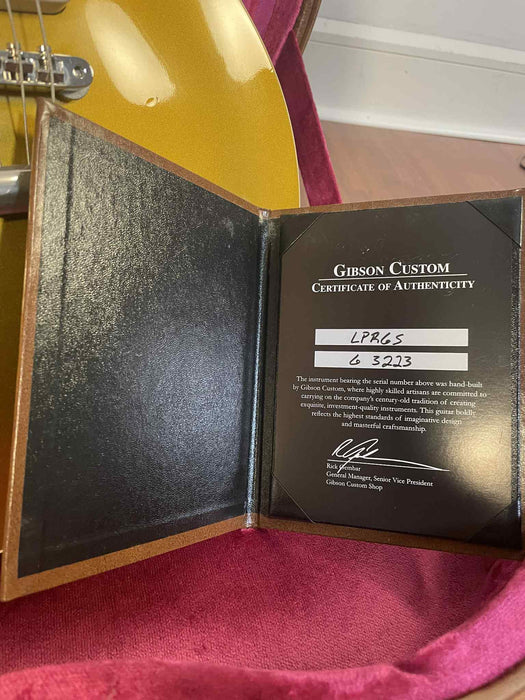 GIBSON CUSTOM
CERTIFICATE OF AUTHENTICITY
LPR6S
G 3223
The instrument bearing the serial number above was hand-built
by Gibson Custom, where highly skilled artisans are committed to
carrying on the company's century-old tradition of creating
exquisite, investment-quality instruments. This guitar boldly
reflects the highest standards of imaginative design
and masterful craftsmanship.
Rick Gembar
General Manager, Senior Vice President
Gibson Custom Shop